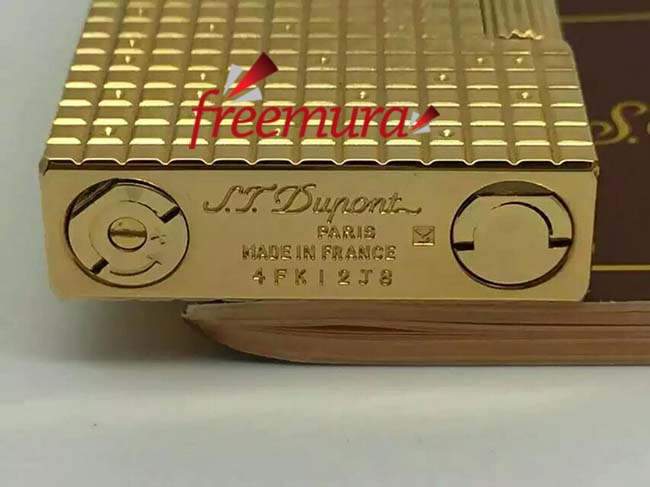 freemura
S.T. Dupont
PARIS
MADE IN FRANCE
4FK12J8
S.